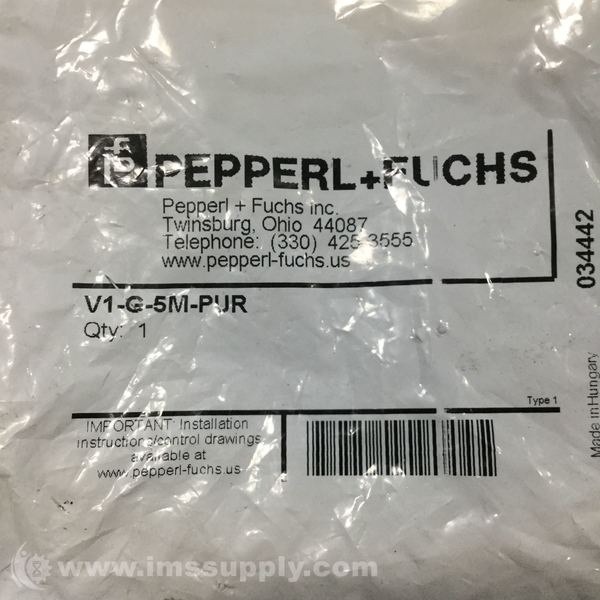 PEPPERL+FUCHS
Pepperl + Fuchs inc.
Twinsburg, Ohio 44087
Telephone: (330) 425-3555
www.pepperl-fuchs.us
V1-G-5M-PUR
Qty: 1
034442
Made in Hungary
Type 1
IMPORTANT: Installation
instructions/control drawings
available at
www.pepperl-fuchs.us
www.imssupply.com